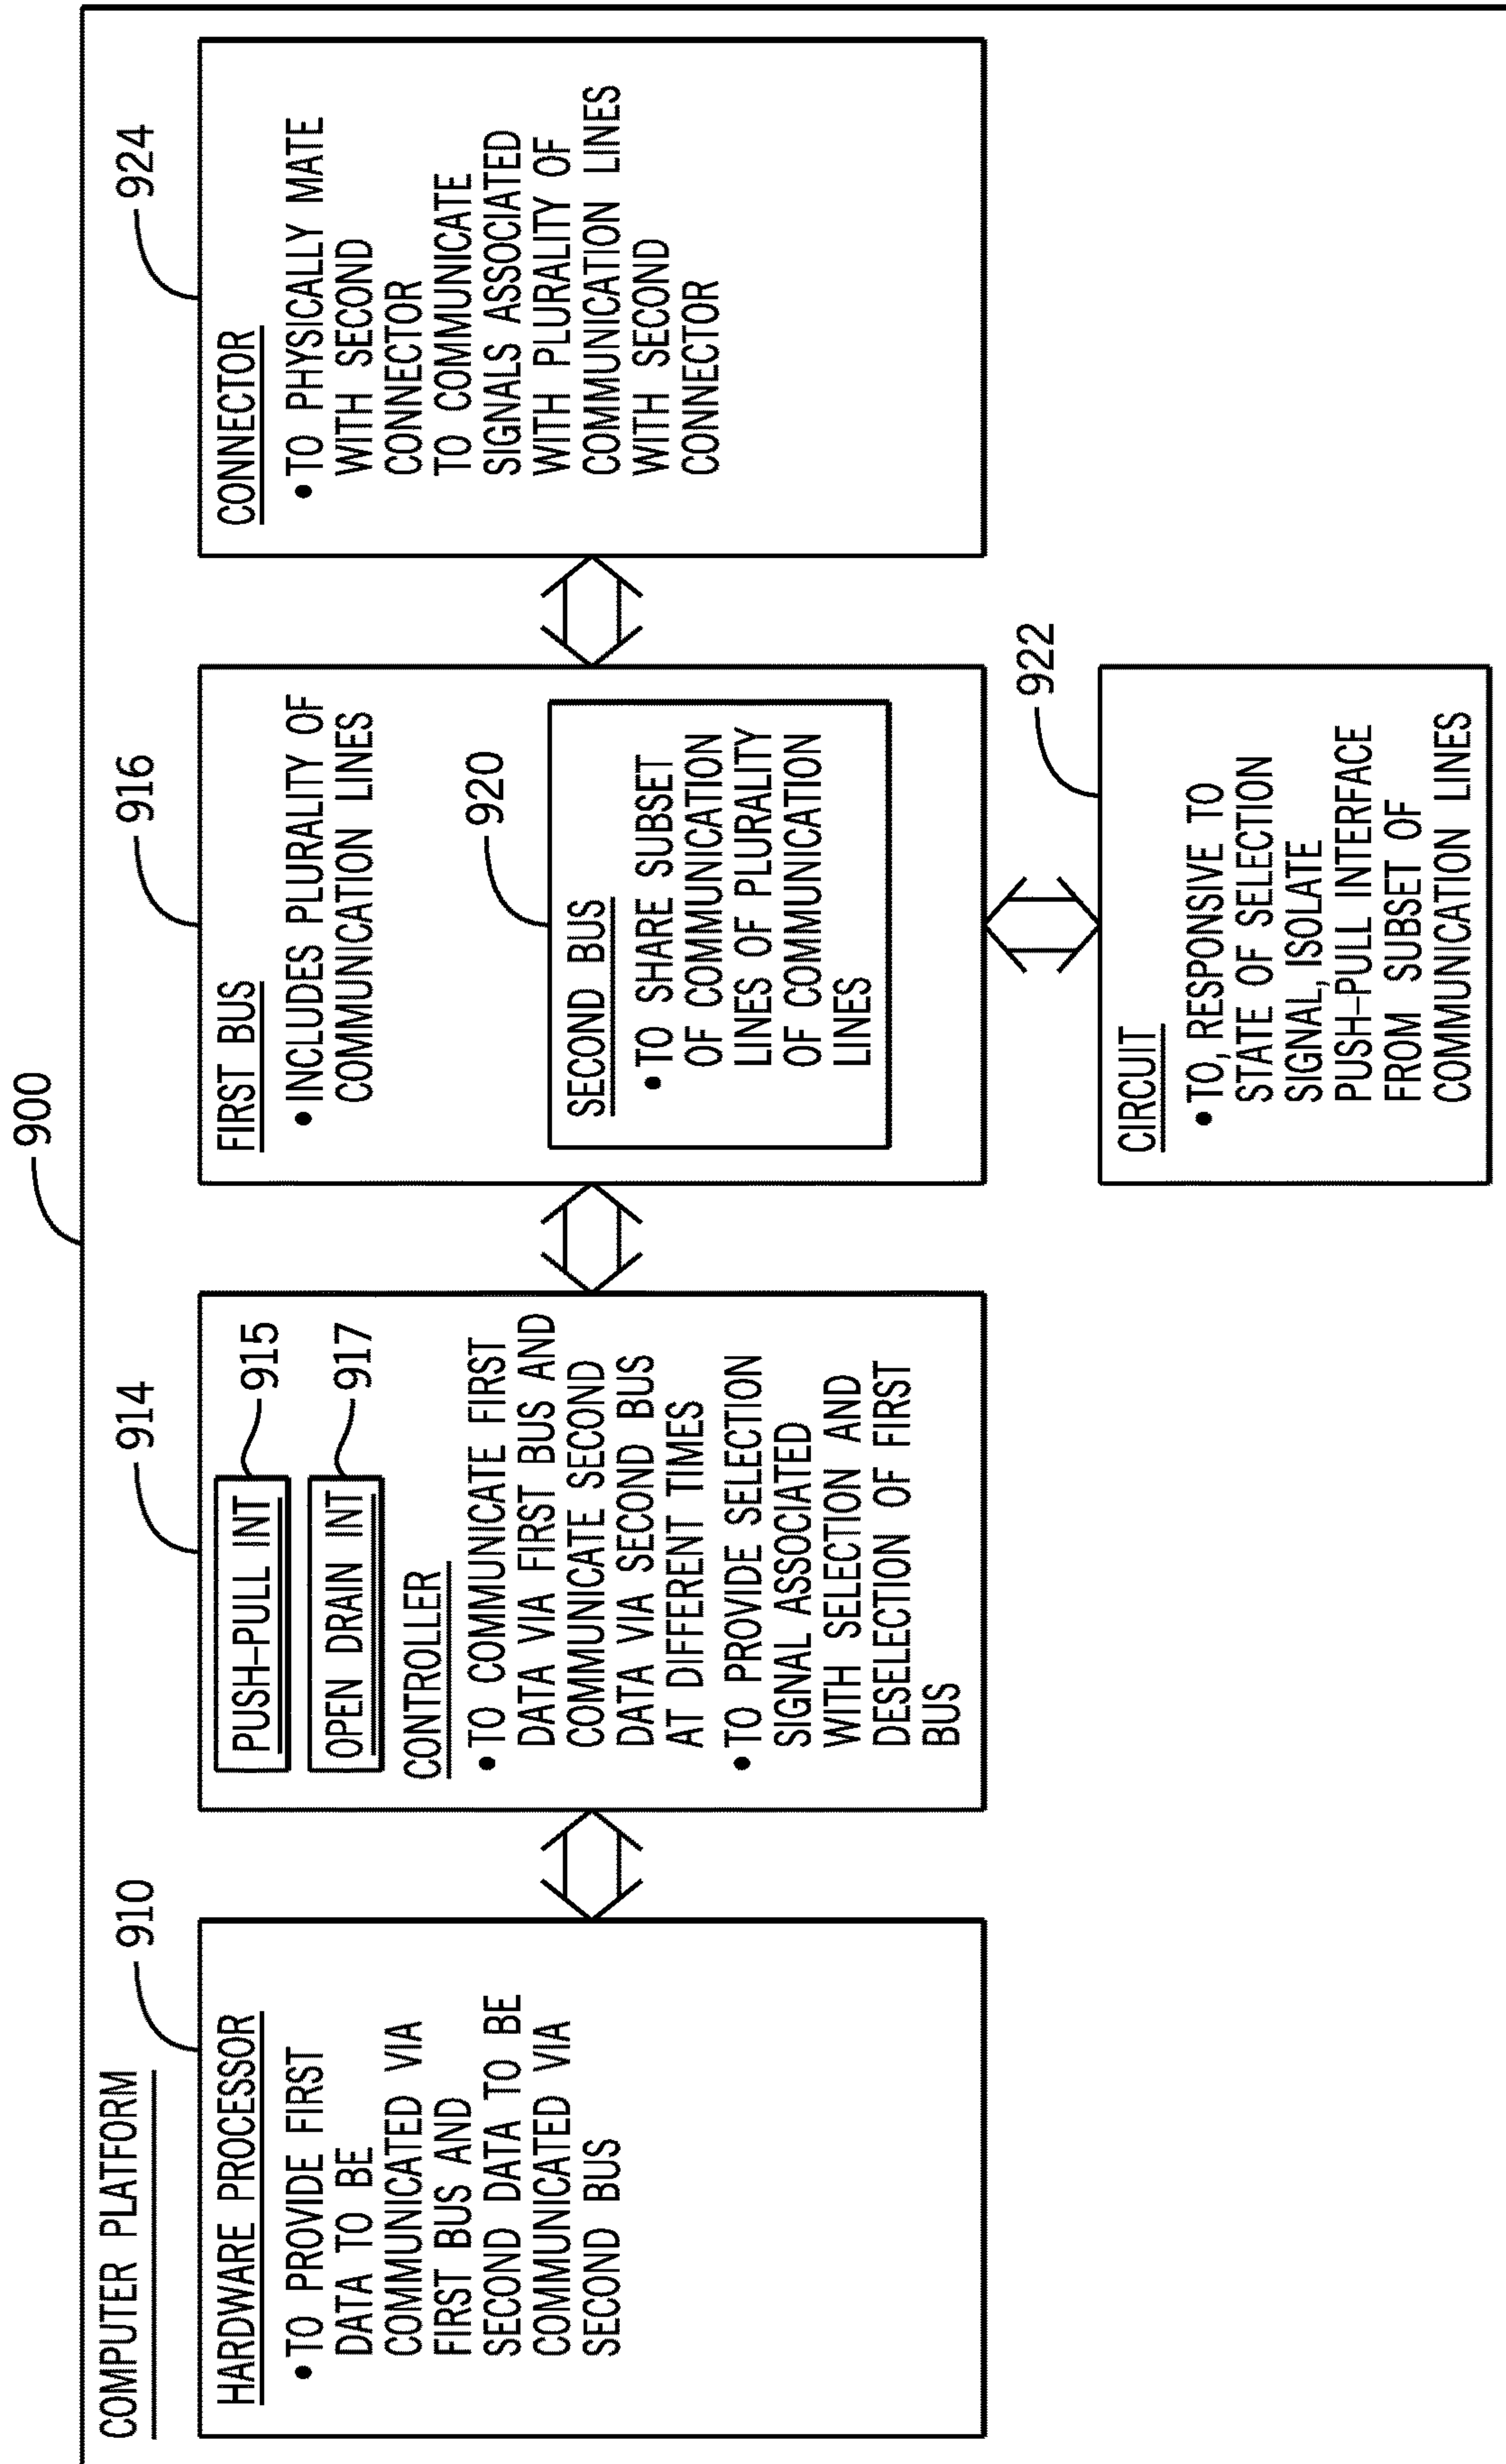 900
COMPUTER PLATFORM
910
HARDWARE PROCESSOR
• TO PROVIDE FIRST
DATA TO BE
COMMUNICATED VIA
FIRST BUS AND
SECOND DATA TO BE
COMMUNICATED VIA
SECOND BUS
914
PUSH-PULL INT
915
OPEN DRAIN INT
917
CONTROLLER
• TO COMMUNICATE FIRST
DATA VIA FIRST BUS AND
COMMUNICATE SECOND
DATA VIA SECOND BUS
AT DIFFERENT TIMES
• TO PROVIDE SELECTION
SIGNAL ASSOCIATED
WITH SELECTION AND
DESELECTION OF FIRST
BUS
916
FIRST BUS
• INCLUDES PLURALITY OF
COMMUNICATION LINES
920
SECOND BUS
• TO SHARE SUBSET
OF COMMUNICATION
LINES OF PLURALITY
OF COMMUNICATION
LINES
924
CONNECTOR
• TO PHYSICALLY MATE
WITH SECOND
CONNECTOR
TO COMMUNICATE
SIGNALS ASSOCIATED
WITH PLURALITY OF
COMMUNICATION LINES
WITH SECOND
CONNECTOR
922
CIRCUIT
• TO, RESPONSIVE TO
STATE OF SELECTION
SIGNAL, ISOLATE
PUSH-PULL INTERFACE
FROM SUBSET OF
COMMUNICATION LINES